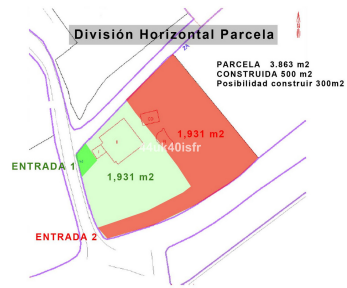 División Horizontal Parcela
PARCELA 3.863 m2
CONSTRUIDA 500 m2
Posibilidad construir 300m2
1,931 m2
ENTRADA 1
1,931 m2
ENTRADA 2